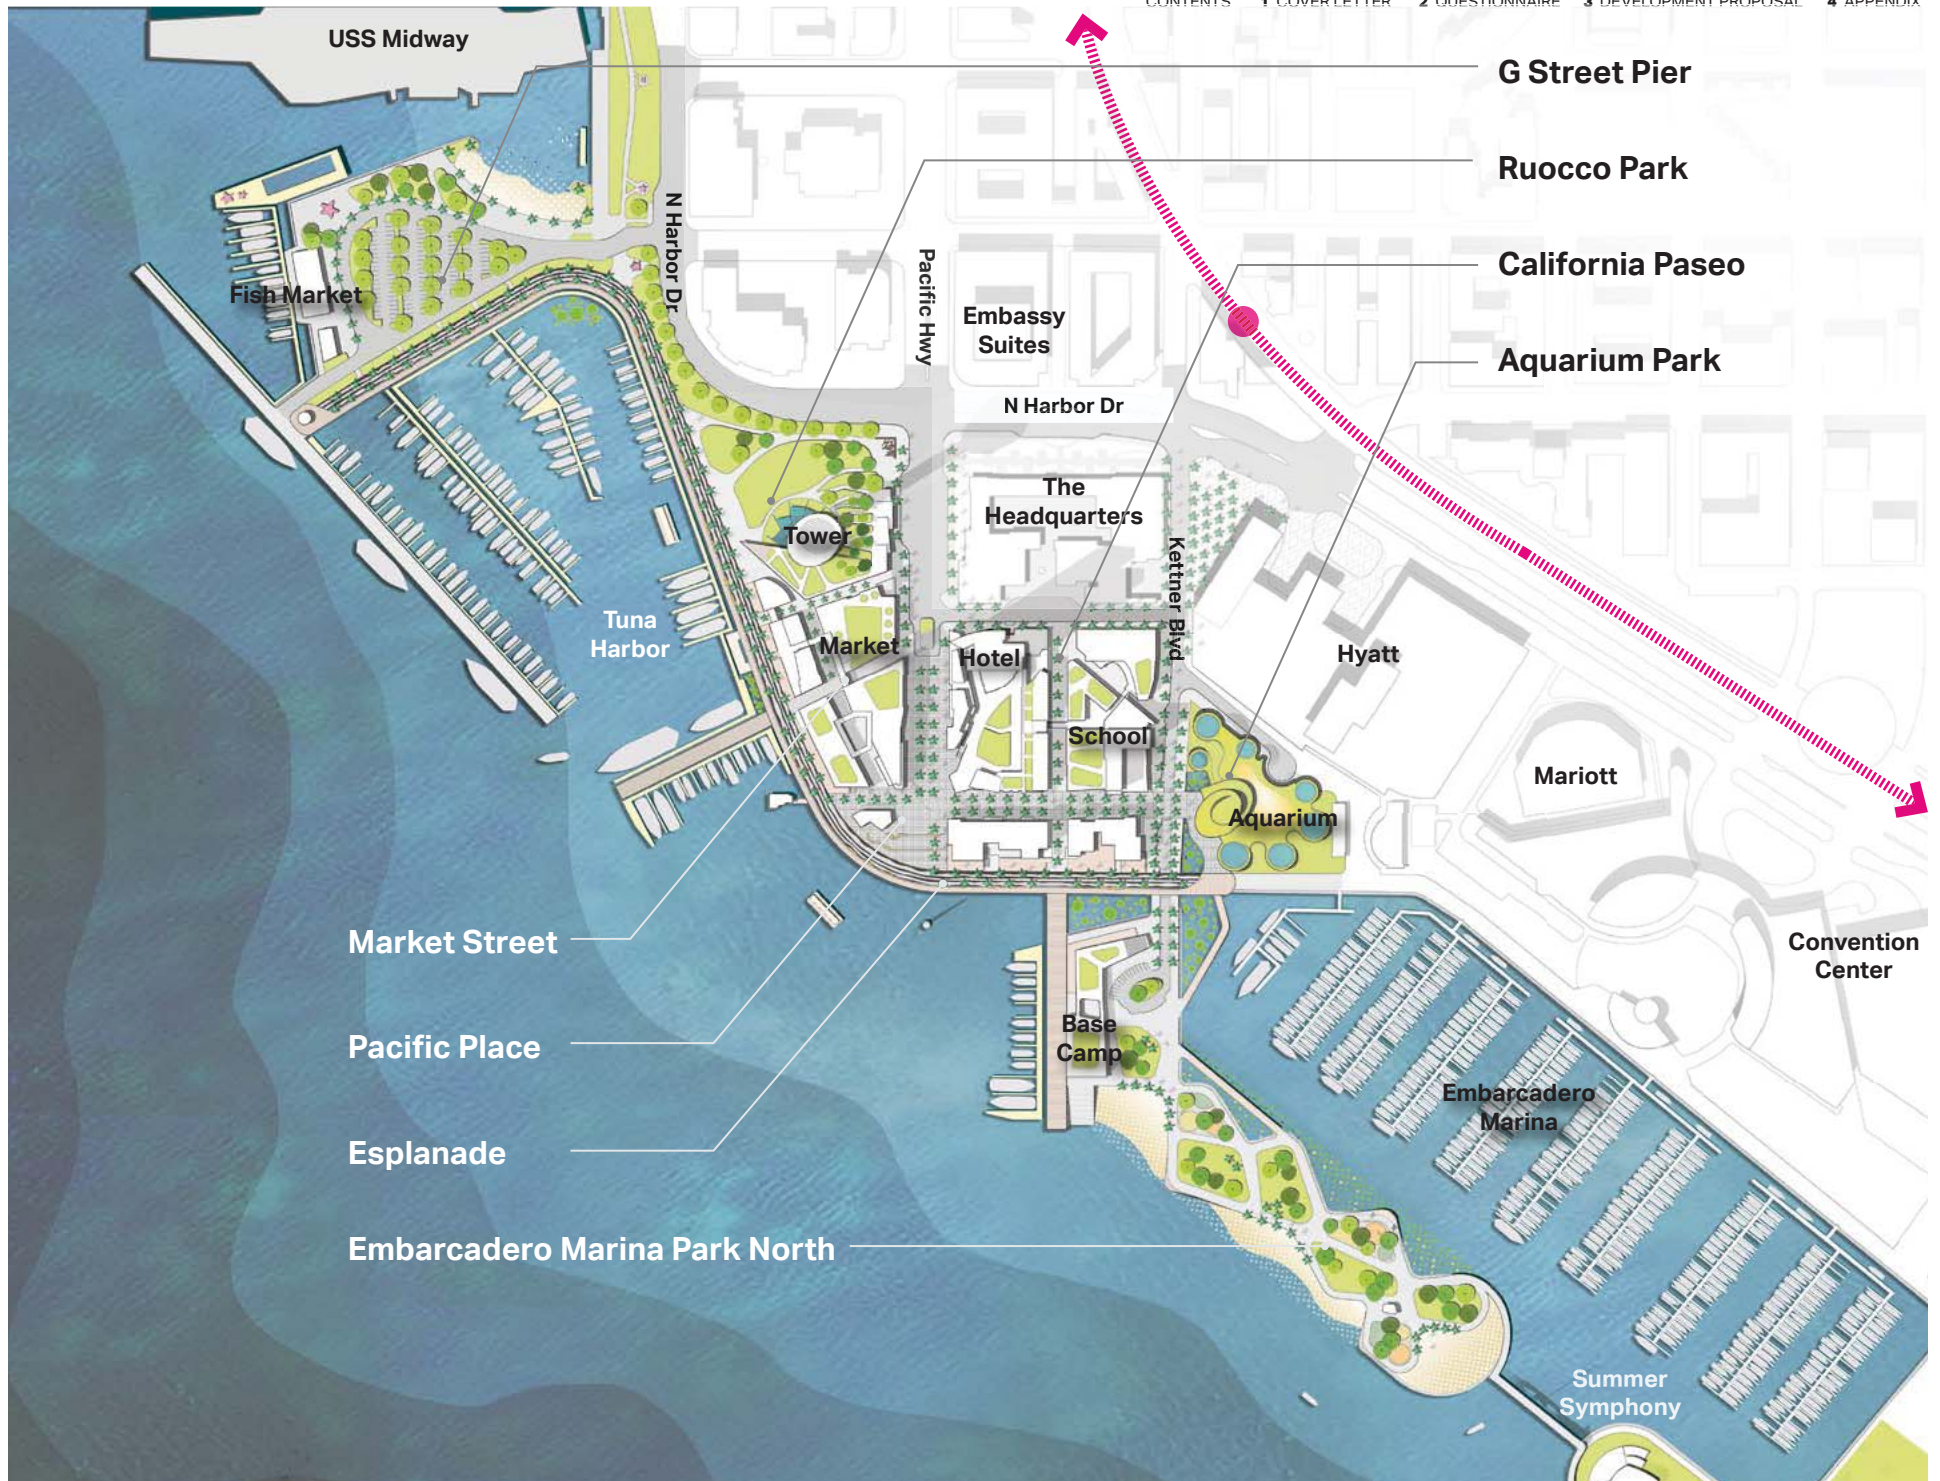 CONTENTS 1 COVER LETTER 2 QUESTIONNAIRE 3 DEVELOPMENT PROPOSAL 4 APPENDIX
USS Midway
G Street Pier
Ruocco Park
N Harbor Dr
Pacific Hwy
California Paseo
Fish Market
Embassy
Suites
Aquarium Park
N Harbor Dr
The
Headquarters
Tower
Kettner Blvd
Tuna
Harbor
Market
Hotel
Hyatt
School
Mariott
Aquarium
Market Street
Convention
Center
Pacific Place
Base
Camp
Embarcadero
Marina
Esplanade
Embarcadero Marina Park North
Summer
Symphony